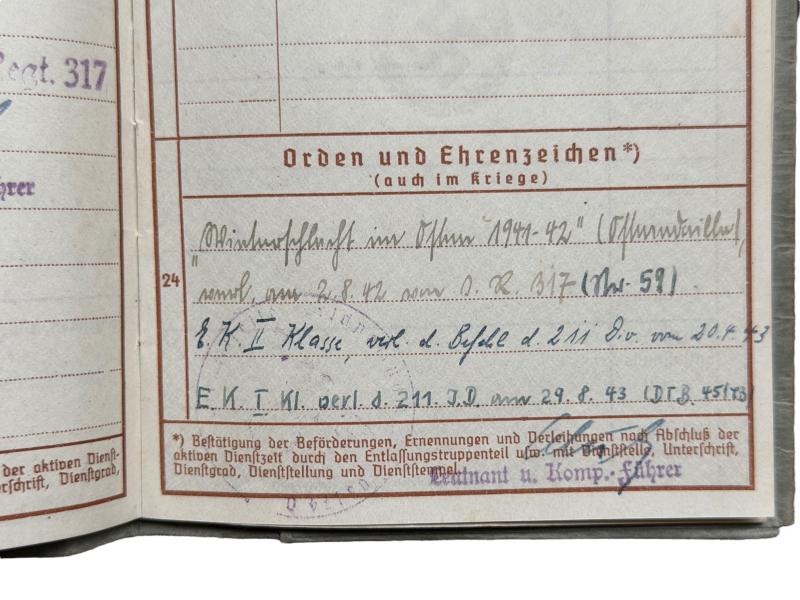 Regt. 317
Orden und Ehrenzeichen*)
(auch im Kriege)
24
"Winterschlacht im Osten 1941-42" (Ostmedaille),
verl. am 2.8.42 von J. R. 317 (Nr. 59)
E. K. II Klasse, verl. d. Befehl d. 211 Div. vom 20.4.43
E. K. I Kl. verl. d. 211. I.D. am 29.8.43 (D.T.B. 45/43)
*) Bestätigung der Beförderungen, Ernennungen und Verleihungen nach Abschluß der
aktiven Dienstzeit durch den Entlassungstruppenteil usw. mit Dienststelle, Unterschrift,
Dienstgrad, Dienststellung und Dienststempel.
Leutnant u. Komp.-Führer
der aktiven Dienst-
Dienstgrad,